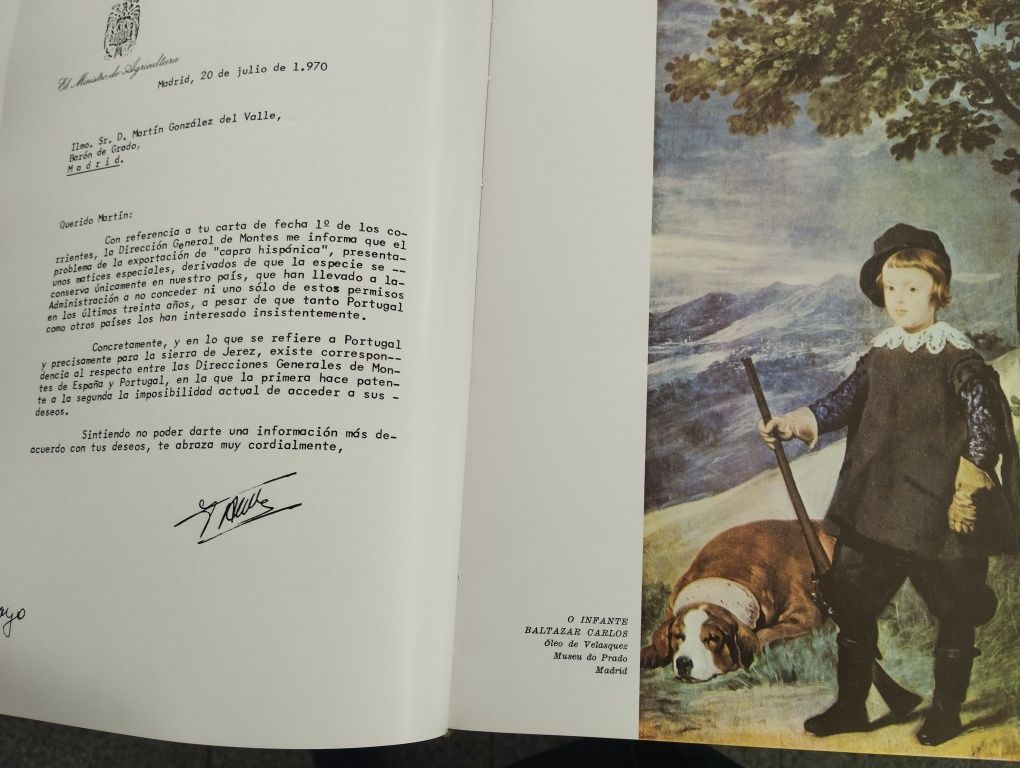 El Ministro de Agricultura
Madrid, 20 de julio de 1.970
Ilmo. Sr. D. Martín González del Valle,
Barón de Grado,
M a d r i d.
Querido Martín:
Con referencia a tu carta de fecha 1º de los co-
rrientes, la Dirección General de Montes me informa que el
problema de la exportación de "capra hispánica", presenta-
unos matices especiales, derivados de que la especie se --
conserva únicamente en nuestro país, que han llevado a la-
Administración a no conceder ni uno sólo de estos permisos
en los últimos treinta años, a pesar de que tanto Portugal
como otros países los han interesado insistentemente.
Concretamente, y en lo que se refiere a Portugal
y precisamente para la sierra de Jerez, existe correspon--
dencia al respecto entre las Direcciones Generales de Mon-
tes de España y Portugal, en la que la primera hace paten-
te a la segunda la imposibilidad actual de acceder a sus -
deseos.
Sintiendo no poder darte una información más de-
acuerdo con tus deseos, te abraza muy cordialmente,
O INFANTE
BALTAZAR CARLOS
Óleo de Velasquez
Museu do Prado
Madrid